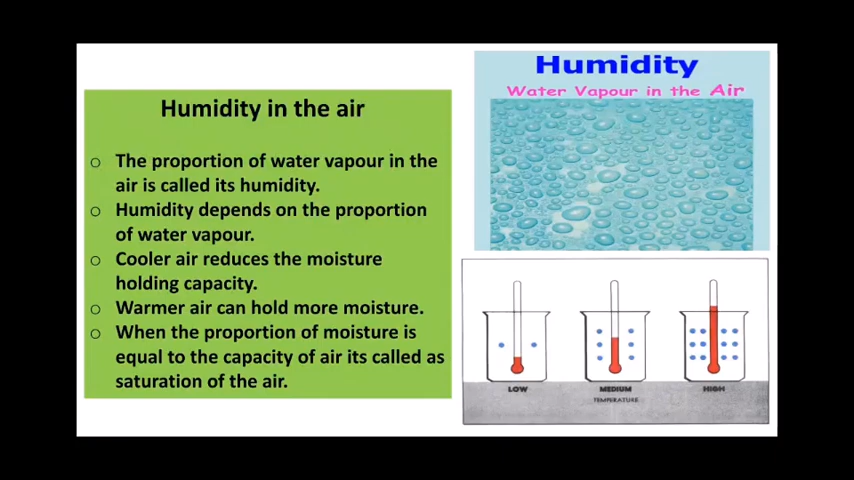 Humidity in the air
o The proportion of water vapour in the
air is called its humidity.
o Humidity depends on the proportion
of water vapour.
o Cooler air reduces the moisture
holding capacity.
o Warmer air can hold more moisture.
o When the proportion of moisture is
equal to the capacity of air its called as
saturation of the air.
Humidity
Water Vapour in the Air
LOW MEDIUM HIGH
TEMPERATURE